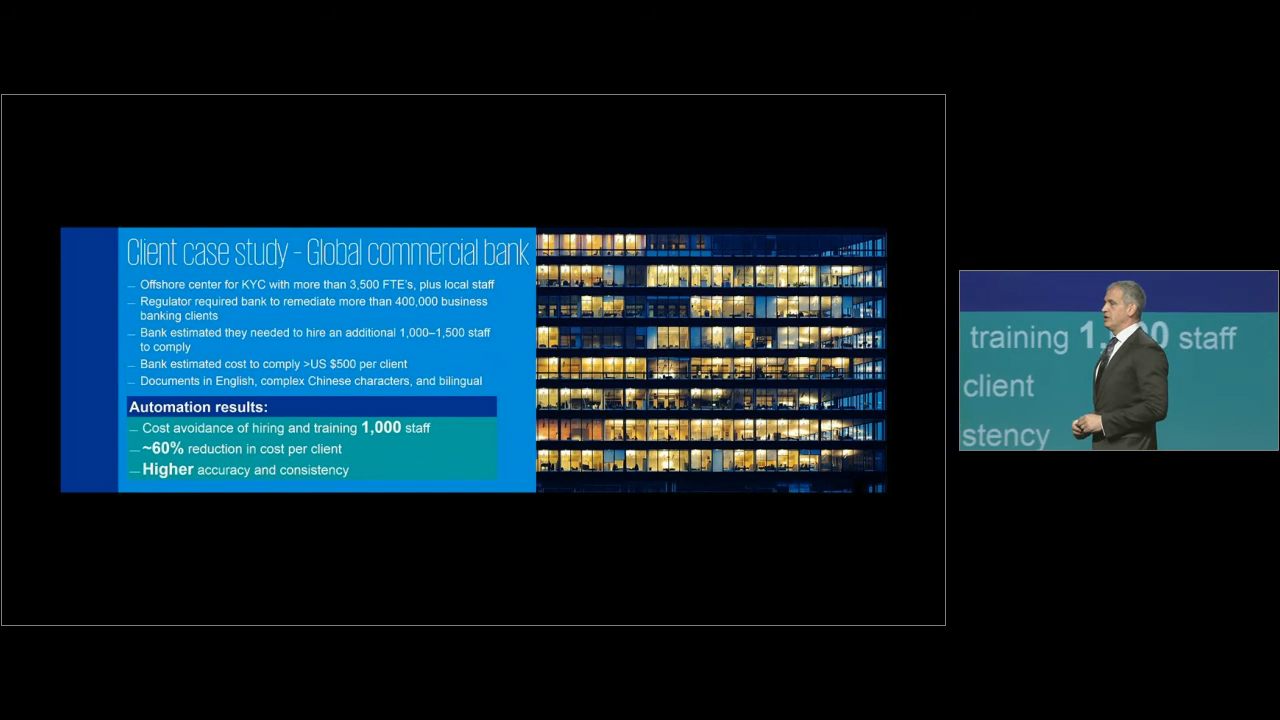 Client case study – Global commercial bank
— Offshore center for KYC with more than 3,500 FTE's, plus local staff
— Regulator required bank to remediate more than 400,000 business
banking clients
— Bank estimated they needed to hire an additional 1,000–1,500 staff
to comply
— Bank estimated cost to comply >US $500 per client
— Documents in English, complex Chinese characters, and bilingual
Automation results:
— Cost avoidance of hiring and training 1,000 staff
— ~60% reduction in cost per client
— Higher accuracy and consistency
training staff
client
stency